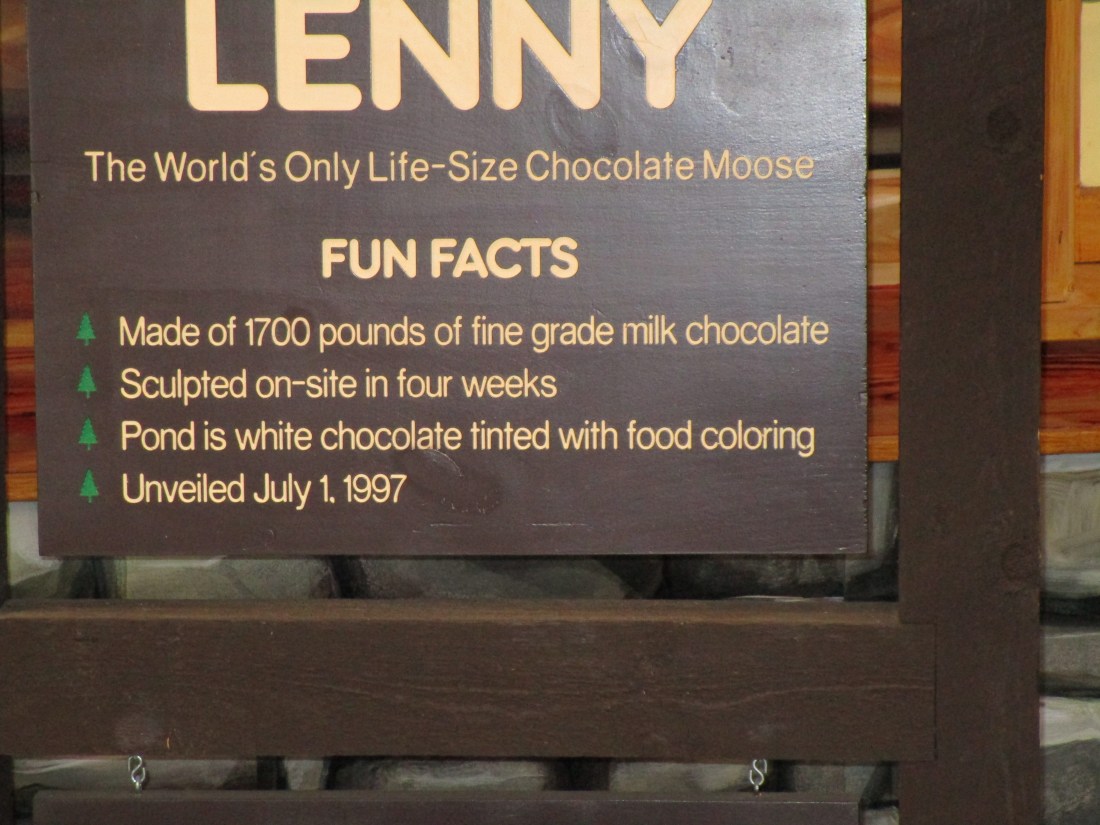 LENNY
The World's Only Life-Size Chocolate Moose
FUN FACTS
Made of 1700 pounds of fine grade milk chocolate
Sculpted on-site in four weeks
Pond is white chocolate tinted with food coloring
Unveiled July 1, 1997